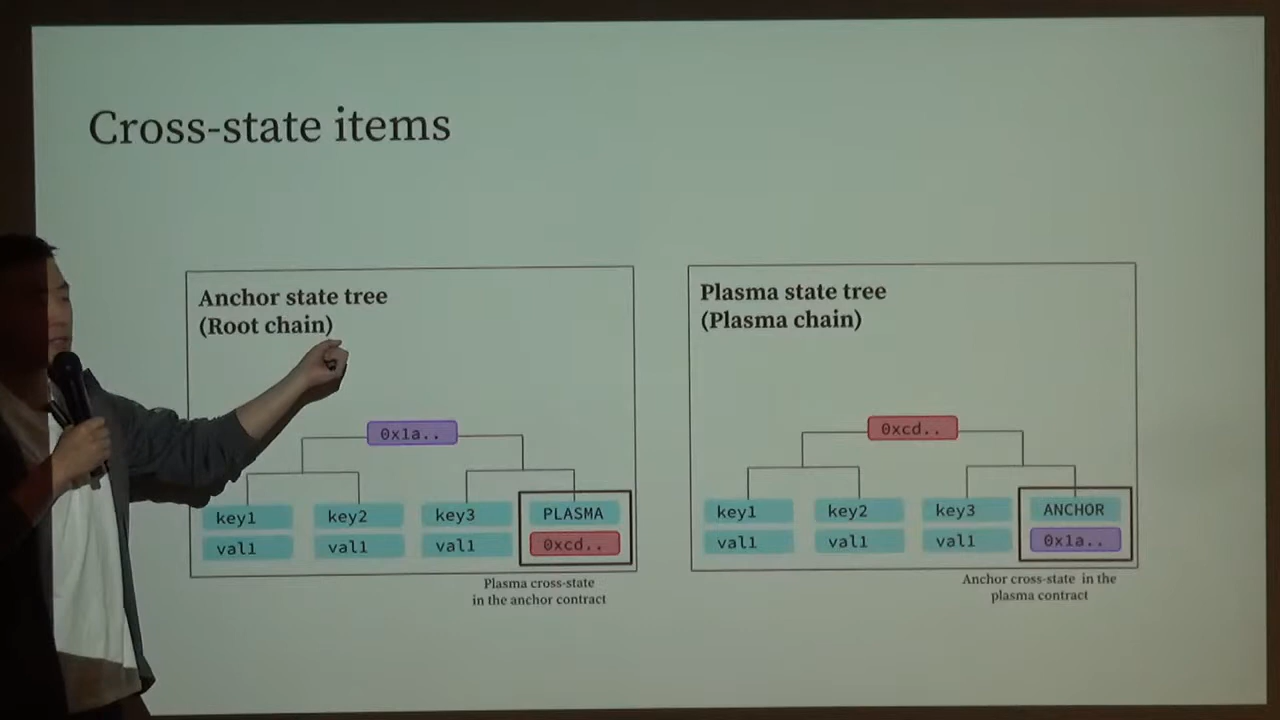 Cross-state items
Anchor state tree
(Root chain)
0x1a..
key1
key2
key3
PLASMA
val1
val1
val1
0xcd..
Plasma cross-state
in the anchor contract
Plasma state tree
(Plasma chain)
0xcd..
key1
key2
key3
ANCHOR
val1
val1
val1
0x1a..
Anchor cross-state in the
plasma contract